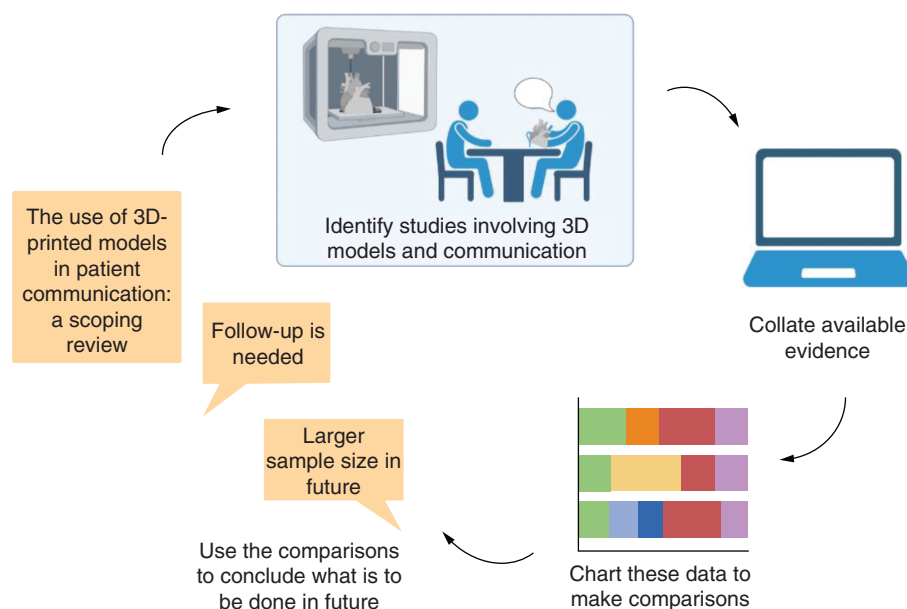 The use of 3D-
printed models
in patient
communication:
a scoping
review
Identify studies involving 3D
models and communication
Collate available
evidence
Chart these data to
make comparisons
Use the comparisons
to conclude what is to
be done in future
Larger
sample size in
future
Follow-up is
needed